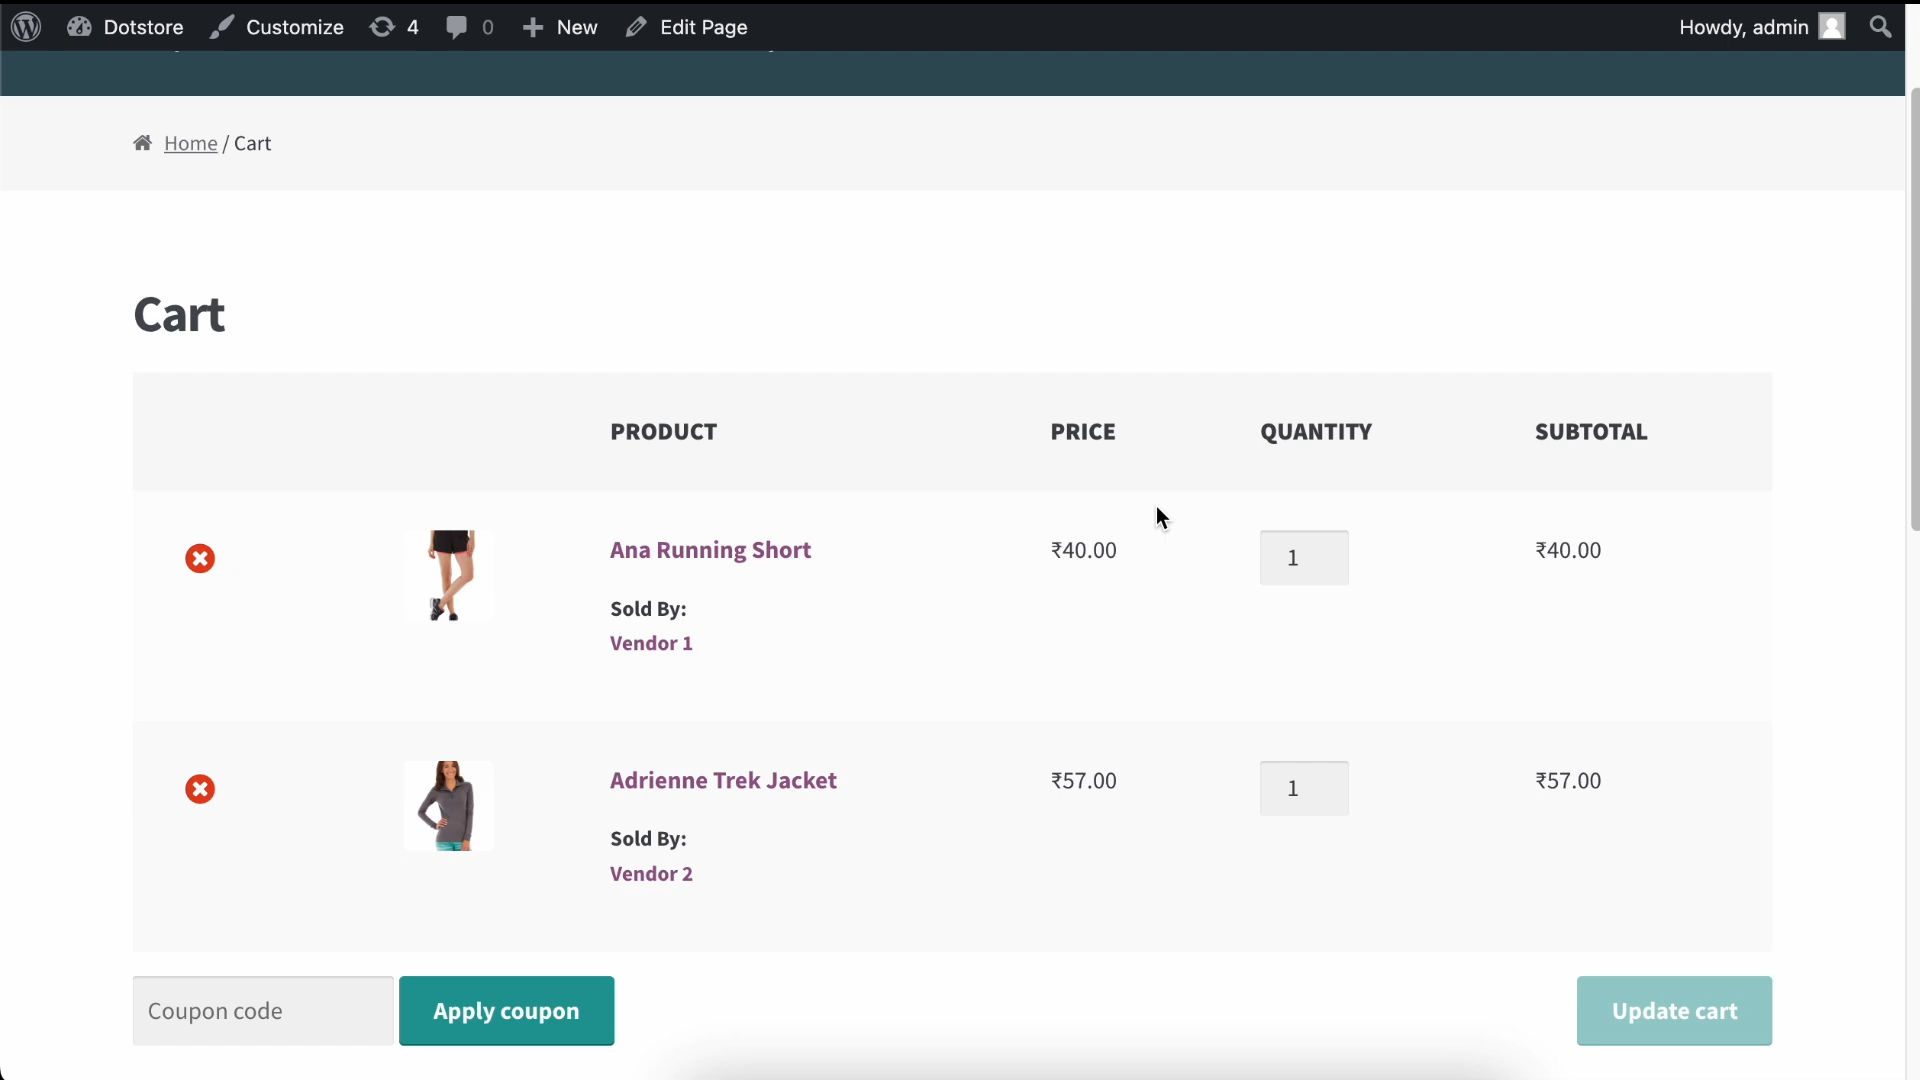 Dotstore Customize 4 0 New Edit Page Howdy, admin
Home / Cart
Cart
PRODUCT PRICE QUANTITY SUBTOTAL
Ana Running Short ₹40.00 1 ₹40.00
Sold By:
Vendor 1
Adrienne Trek Jacket ₹57.00 1 ₹57.00
Sold By:
Vendor 2
Coupon code Apply coupon Update cart